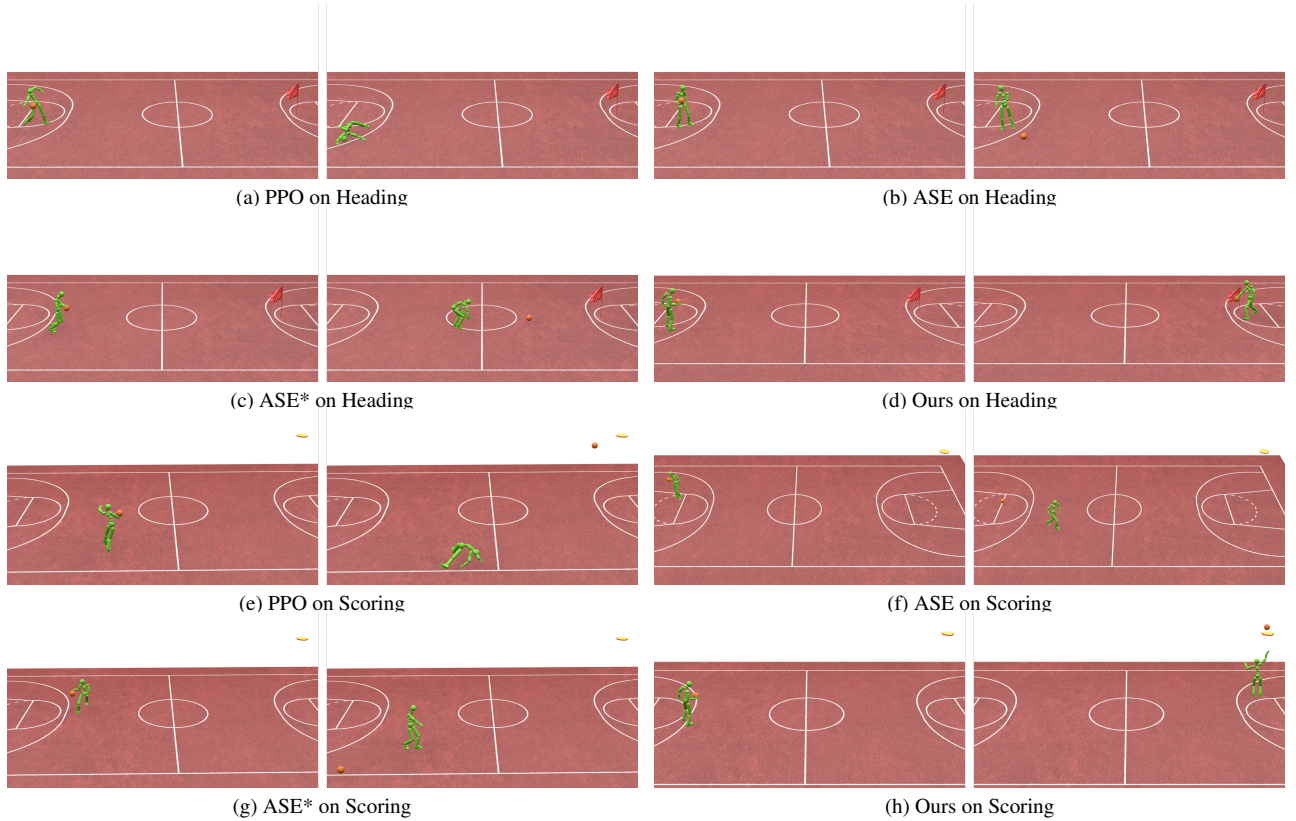 (a) PPO on Heading
(b) ASE on Heading
(c) ASE* on Heading
(d) Ours on Heading
(e) PPO on Scoring
(f) ASE on Scoring
(g) ASE* on Scoring
(h) Ours on Scoring